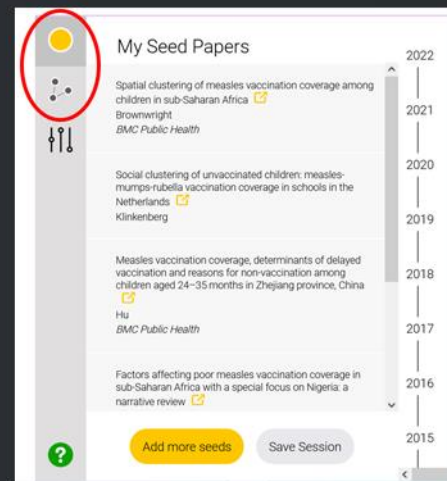 My Seed Papers
Spatial clustering of measles vaccination coverage among
children in sub-Saharan Africa
Brownwright
BMC Public Health
Social clustering of unvaccinated children: measles-
mumps-rubella vaccination coverage in schools in the
Netherlands
Klinkenberg
Measles vaccination coverage, determinants of delayed
vaccination and reasons for non-vaccination among
children aged 24–35 months in Zhejiang province, China
Hu
BMC Public Health
Factors affecting poor measles vaccination coverage in
sub-Saharan Africa with a special focus on Nigeria: a
narrative review
Add more seeds
Save Session
?
2022
2021
2020
2019
2018
2017
2016
2015